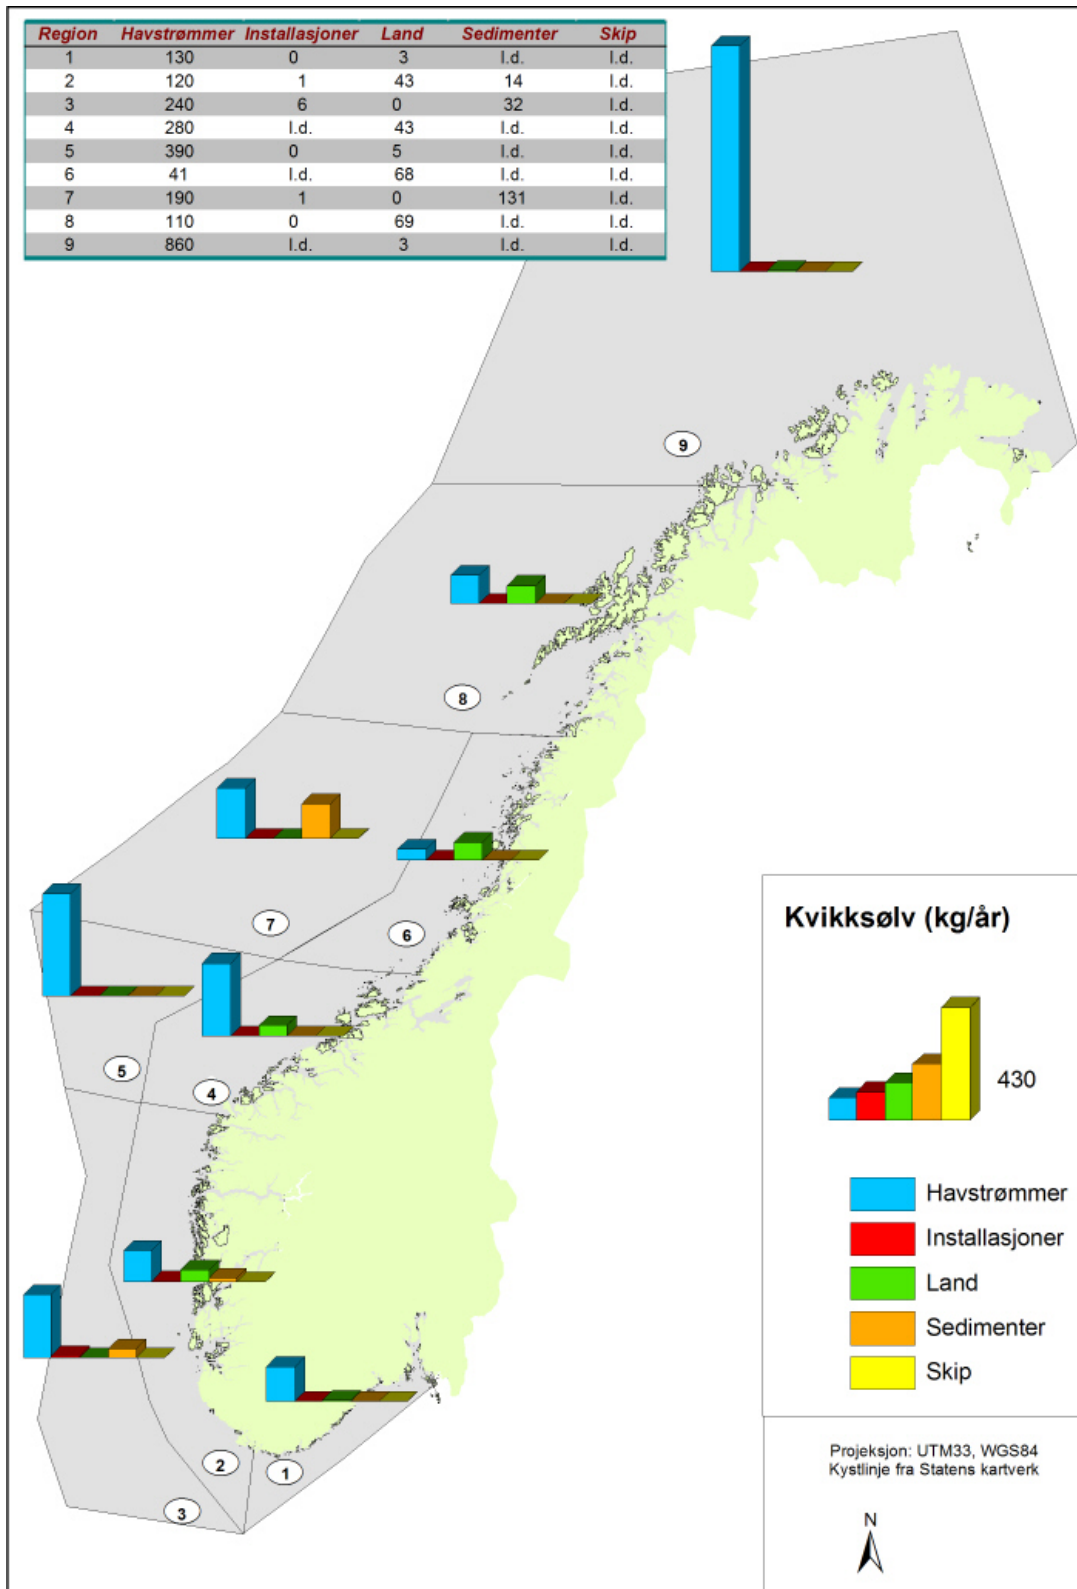 Region Havstrømmer Installasjoner Land Sedimenter Skip
1 130 0 3 I.d. I.d.
2 120 1 43 14 I.d.
3 240 6 0 32 I.d.
4 280 I.d. 43 I.d. I.d.
5 390 0 5 I.d. I.d.
6 41 I.d. 68 I.d. I.d.
7 190 1 0 131 I.d.
8 110 0 69 I.d. I.d.
9 860 I.d. 3 I.d. I.d.
9
8
7
6
5
4
2
1
3
Kvikksølv (kg/år)
430
Havstrømmer
Installasjoner
Land
Sedimenter
Skip
Projeksjon: UTM33, WGS84
Kystlinje fra Statens kartverk
N